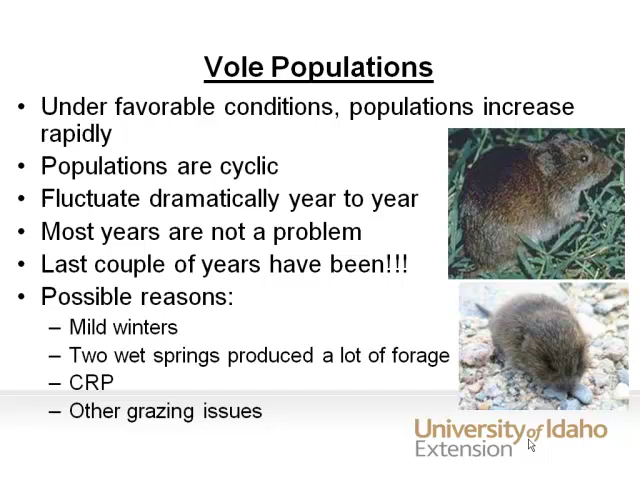 Vole Populations
• Under favorable conditions, populations increase
rapidly
• Populations are cyclic
• Fluctuate dramatically year to year
• Most years are not a problem
• Last couple of years have been!!!
• Possible reasons:
– Mild winters
– Two wet springs produced a lot of forage
– CRP
– Other grazing issues
University of Idaho
Extension